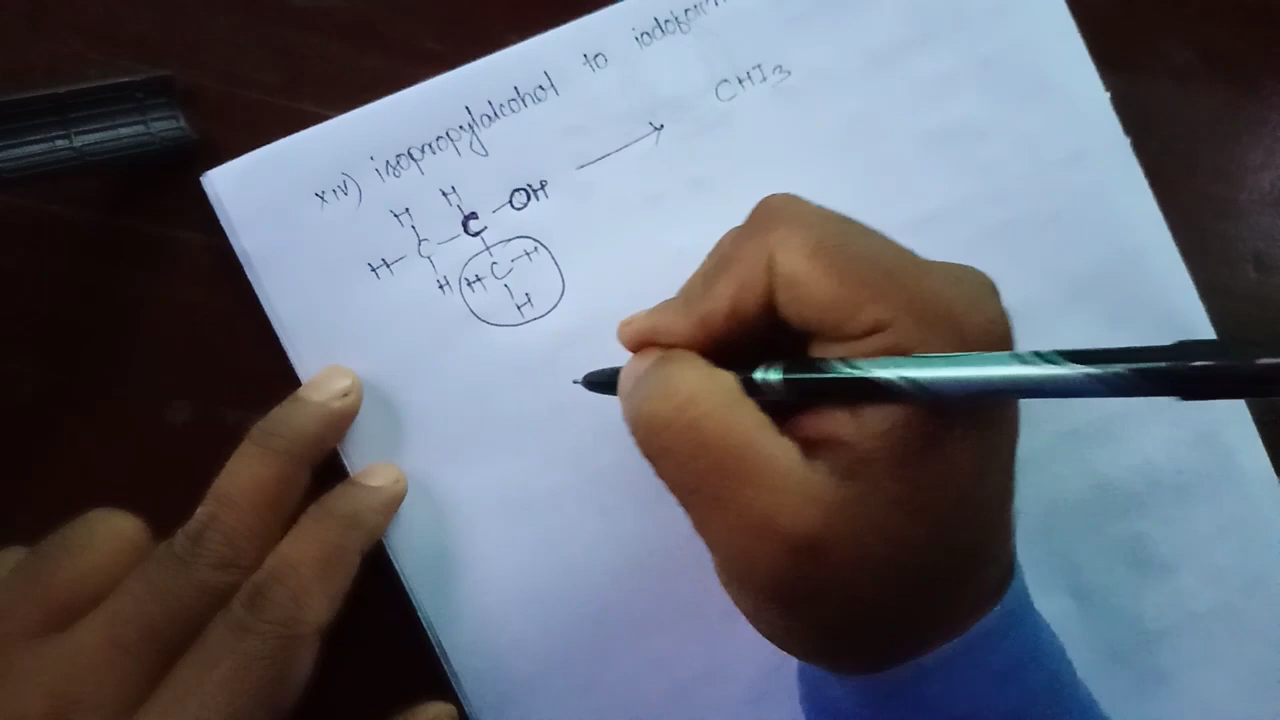 XIV) isopropylalcohol to iodoform
CHI3
H H
H C C OH
H H C H
H